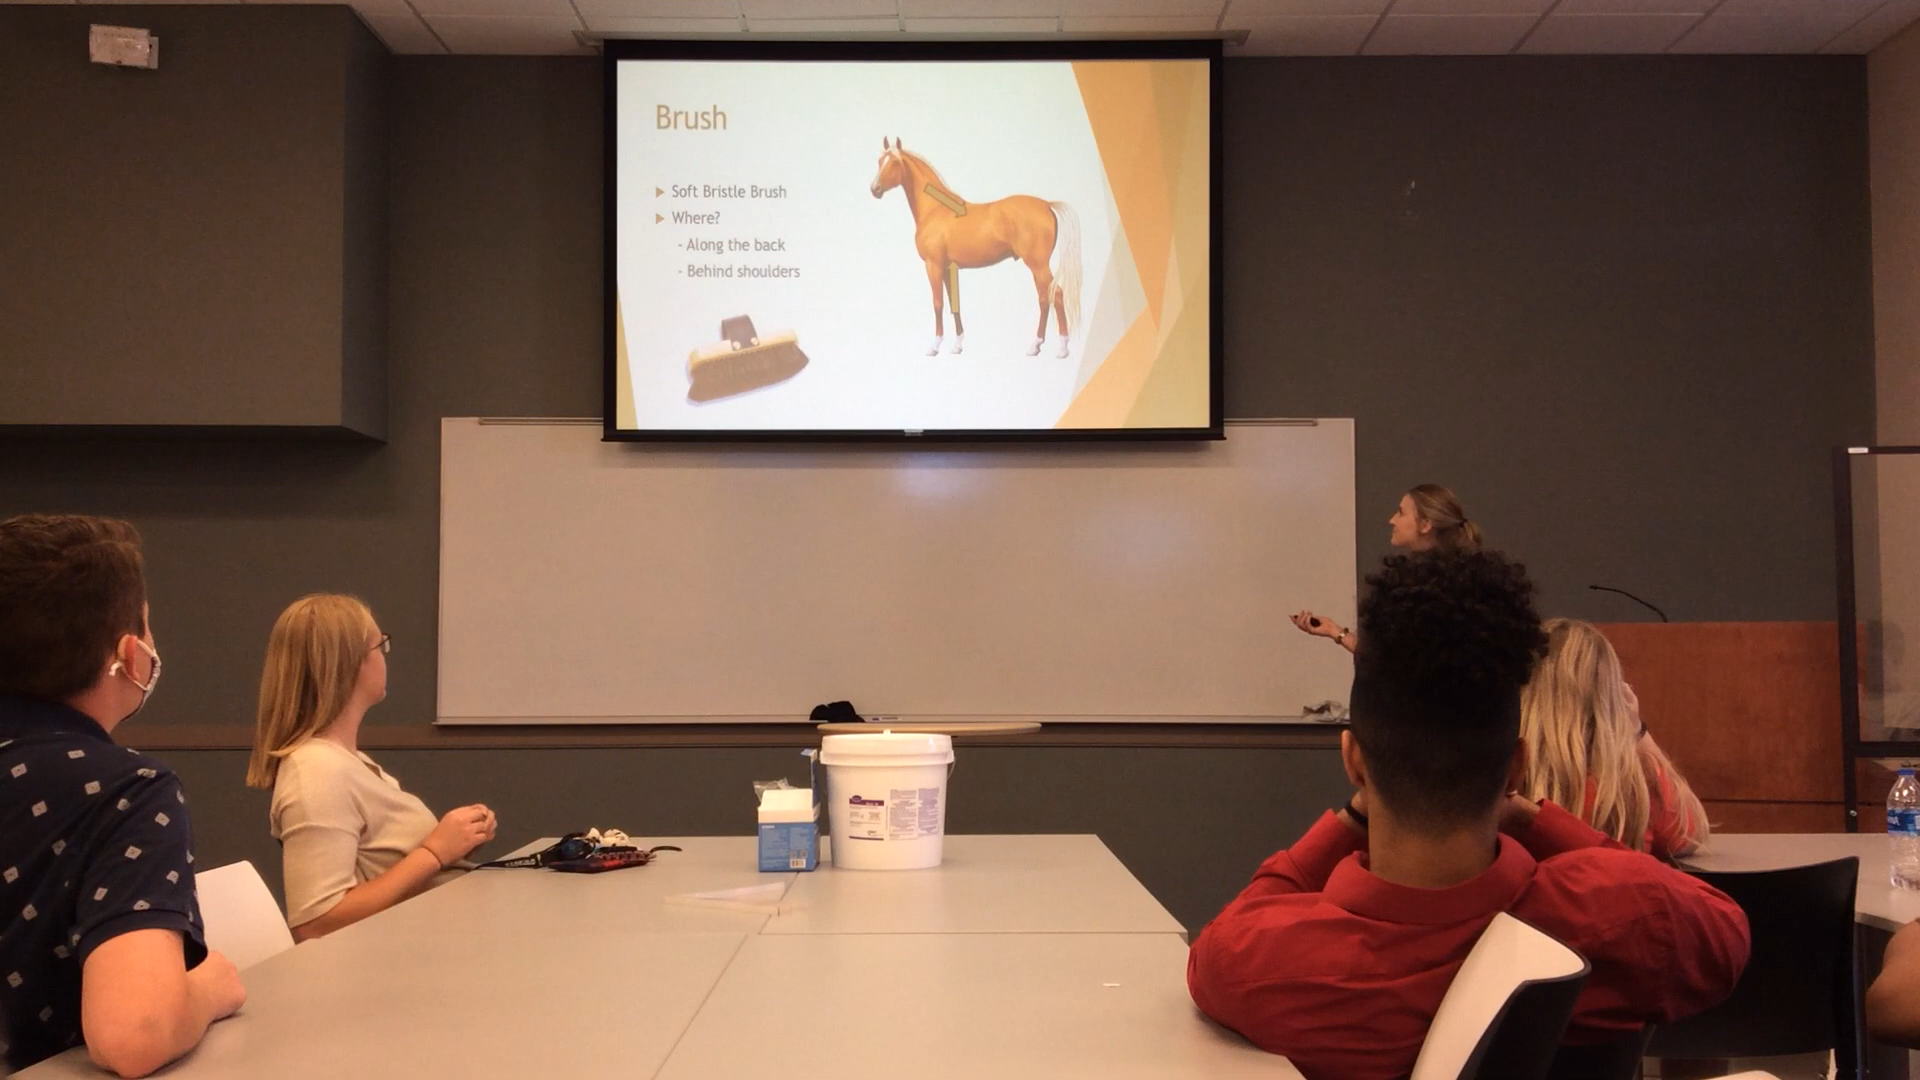 Brush
Soft Bristle Brush
Where?
- Along the back
- Behind shoulders